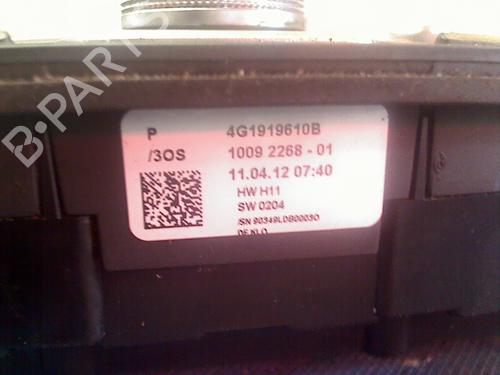 P 4G1919610B
/3OS 1009 2268 - 01
11.04.12 07:40
HW H11
SW 0204
B-PARTS